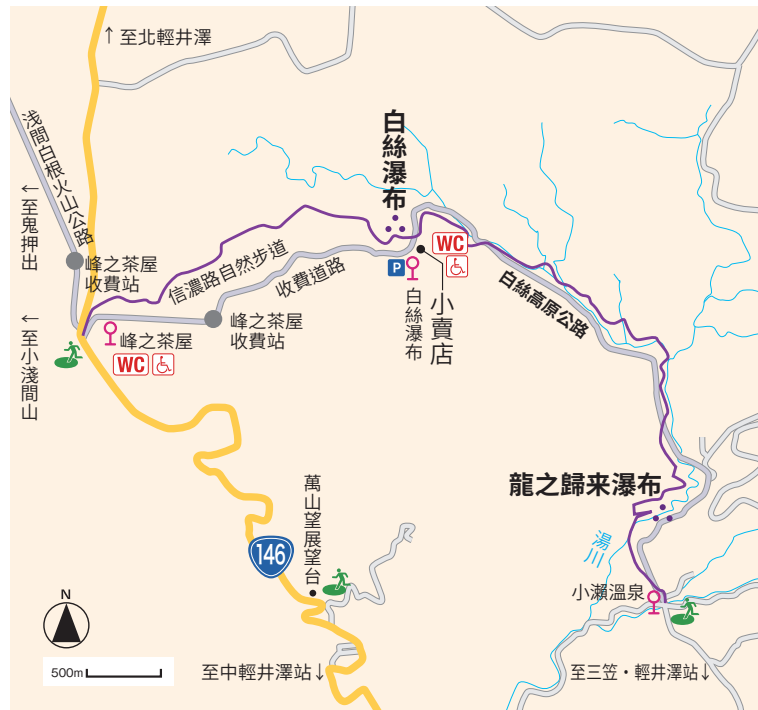 ↑至北輕井澤
浅間白根火山公路
←至鬼押出
←至小淺間山
峰之茶屋
收費站
峰之茶屋
WC
信濃路自然步道
收費道路
峰之茶屋
收費站
白絲瀑布
WC
P
白絲瀑布
小賣店
白絲高原公路
龍之歸来瀑布
湯川
小瀨溫泉
萬山望展望台
146
N
500m
至中輕井澤站↓
至三笠・輕井澤站↓